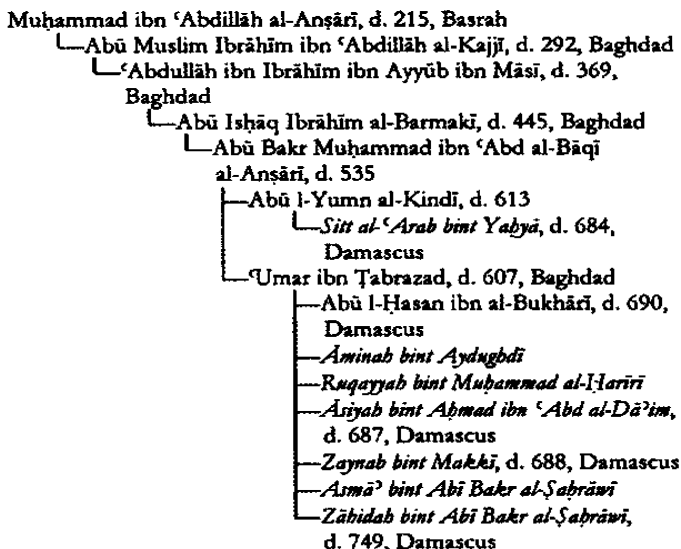 Muḥammad ibn ʿAbdillāh al-Anṣārī, d. 215, Basrah
Abū Muslim Ibrāhīm ibn ʿAbdillāh al-Kajjī, d. 292, Baghdad
ʿAbdullāh ibn Ibrāhīm ibn Ayyūb ibn Māsī, d. 369,
Baghdad
Abū Isḥāq Ibrāhīm al-Barmakī, d. 445, Baghdad
Abū Bakr Muḥammad ibn ʿAbd al-Bāqī
al-Anṣārī, d. 535
Abū l-Yumn al-Kindī, d. 613
Sitt al-ʿArab bint Yaḥyā, d. 684,
Damascus
ʿUmar ibn Ṭabrazad, d. 607, Baghdad
Abū l-Ḥasan ibn al-Bukhārī, d. 690,
Damascus
Āminah bint Aydughdī
Ruqayyah bint Muḥammad al-Ḥarīrī
Āsiyah bint Aḥmad ibn ʿAbd al-Dāʾim,
d. 687, Damascus
Zaynab bint Makkī, d. 688, Damascus
Asmāʾ bint Abī Bakr al-Ṣaḥrāwī
Zāhidah bint Abī Bakr al-Ṣaḥrāwī,
d. 749, Damascus